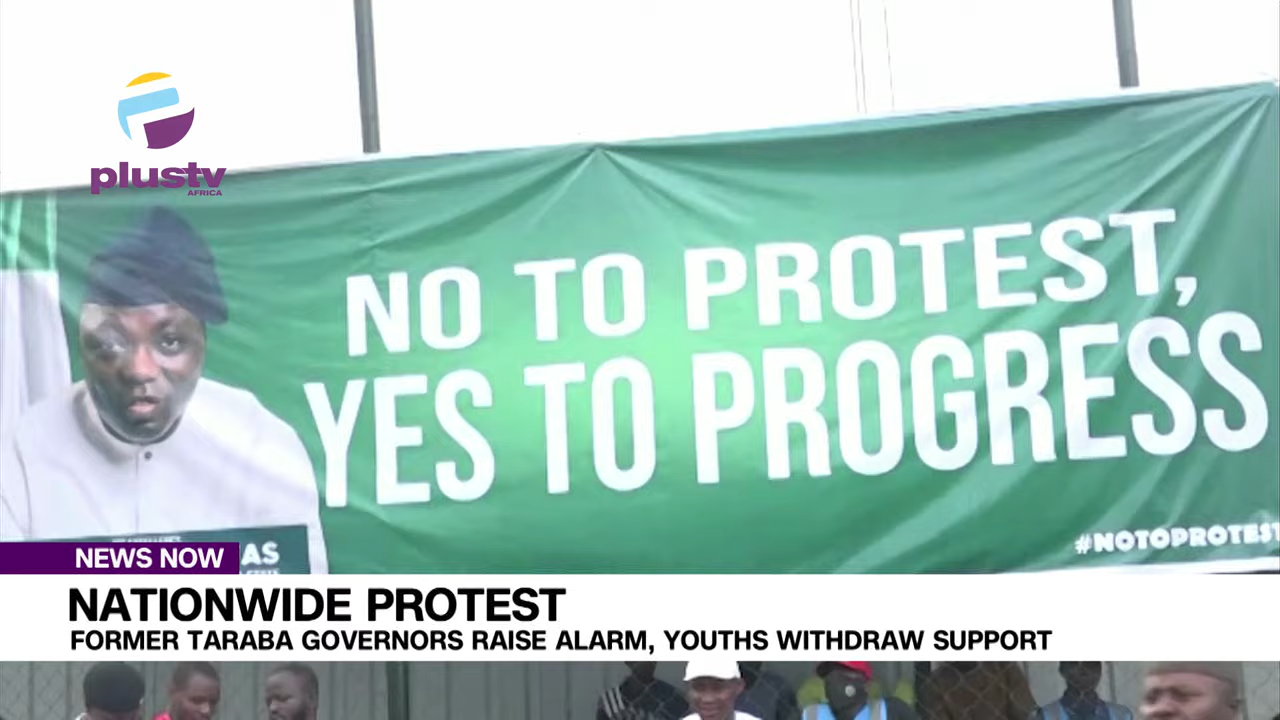 plustv
AFRICA
NO TO PROTEST,
YES TO PROGRESS
AS
#NOTOPROTEST
NEWS NOW
NATIONWIDE PROTEST
FORMER TARABA GOVERNORS RAISE ALARM, YOUTHS WITHDRAW SUPPORT